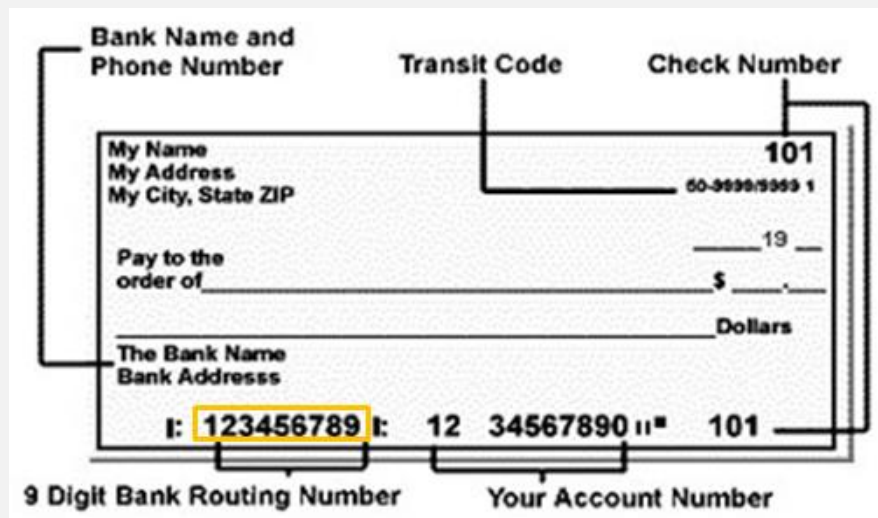 Bank Name and
Phone Number
Transit Code
Check Number
My Name
My Address
My City, State ZIP
101
19
Pay to the
order of
$ .
Dollars
The Bank Name
Bank Addresss
⑆ 123456789 ⑆ 12 34567890 ⑈ 101
9 Digit Bank Routing Number
Your Account Number